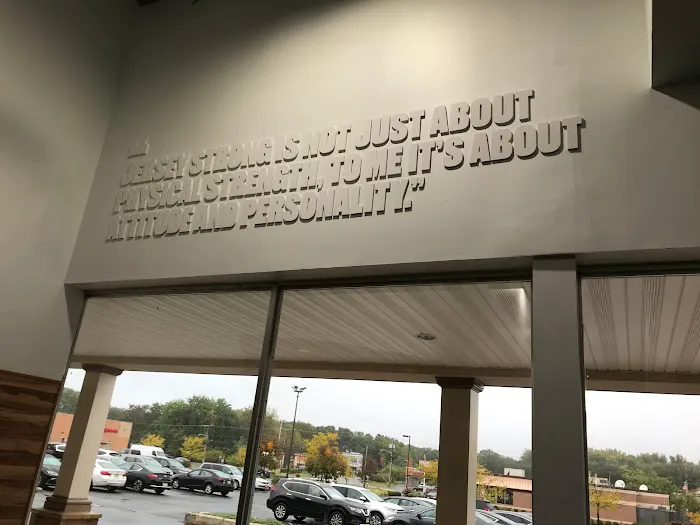 “
JERSEY STRONG IS NOT JUST ABOUT
PHYSICAL STRENGTH, TO ME IT'S ABOUT
ATTITUDE AND PERSONALITY.”